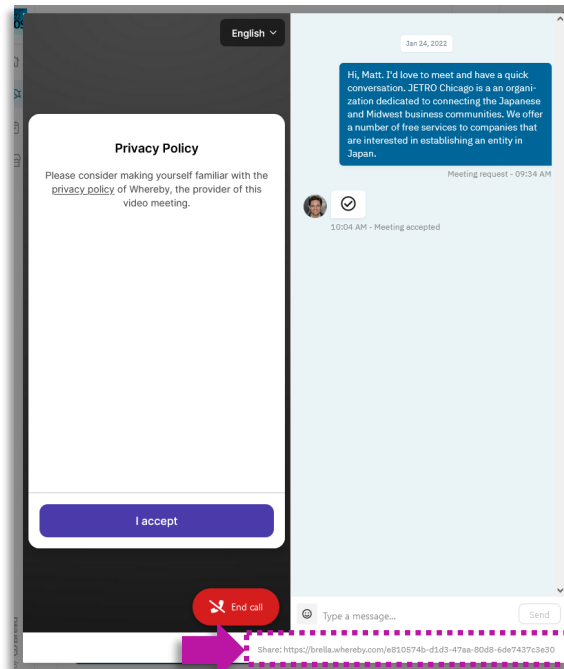 English
Privacy Policy
Please consider making yourself familiar with the
privacy policy of Whereby, the provider of this
video meeting.
I accept
End call
Jan 24, 2022
Hi, Matt. I'd love to meet and have a quick
conversation. JETRO Chicago is a an organi-
zation dedicated to connecting the Japanese
and Midwest business communities. We offer
a number of free services to companies that
are interested in establishing an entity in
Japan.
Meeting request - 09:34 AM
10:04 AM - Meeting accepted
Type a message...
Send
Share: https://brella.whereby.com/e810574b-d1d3-47aa-80d8-6de7437c3e30